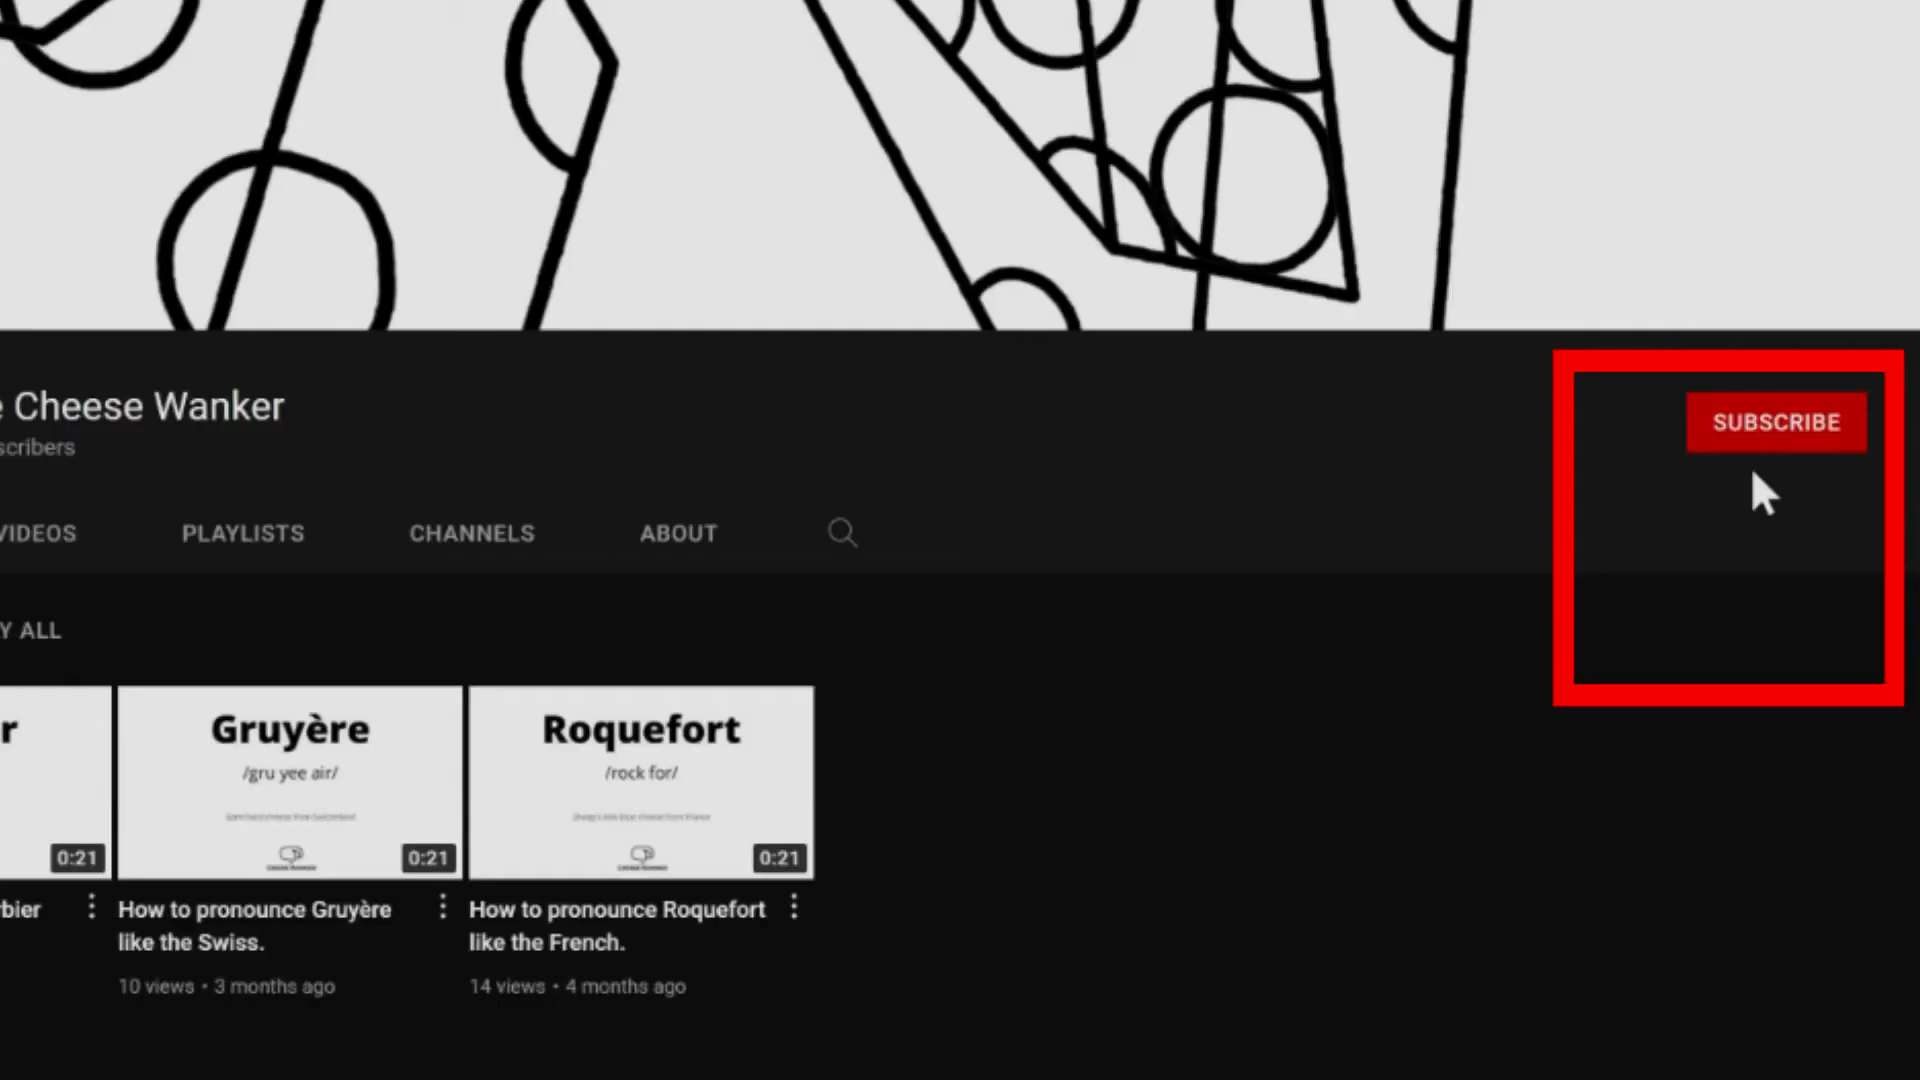 Cheese Wanker
SUBSCRIBE
scribers
VIDEOS
PLAYLISTS
CHANNELS
ABOUT
Y ALL
r
0:21
Gruyère
/gru yee air/
0:21
Roquefort
/rock for/
0:21
bier
How to pronounce Gruyère
like the Swiss.
10 views • 3 months ago
How to pronounce Roquefort
like the French.
14 views • 4 months ago